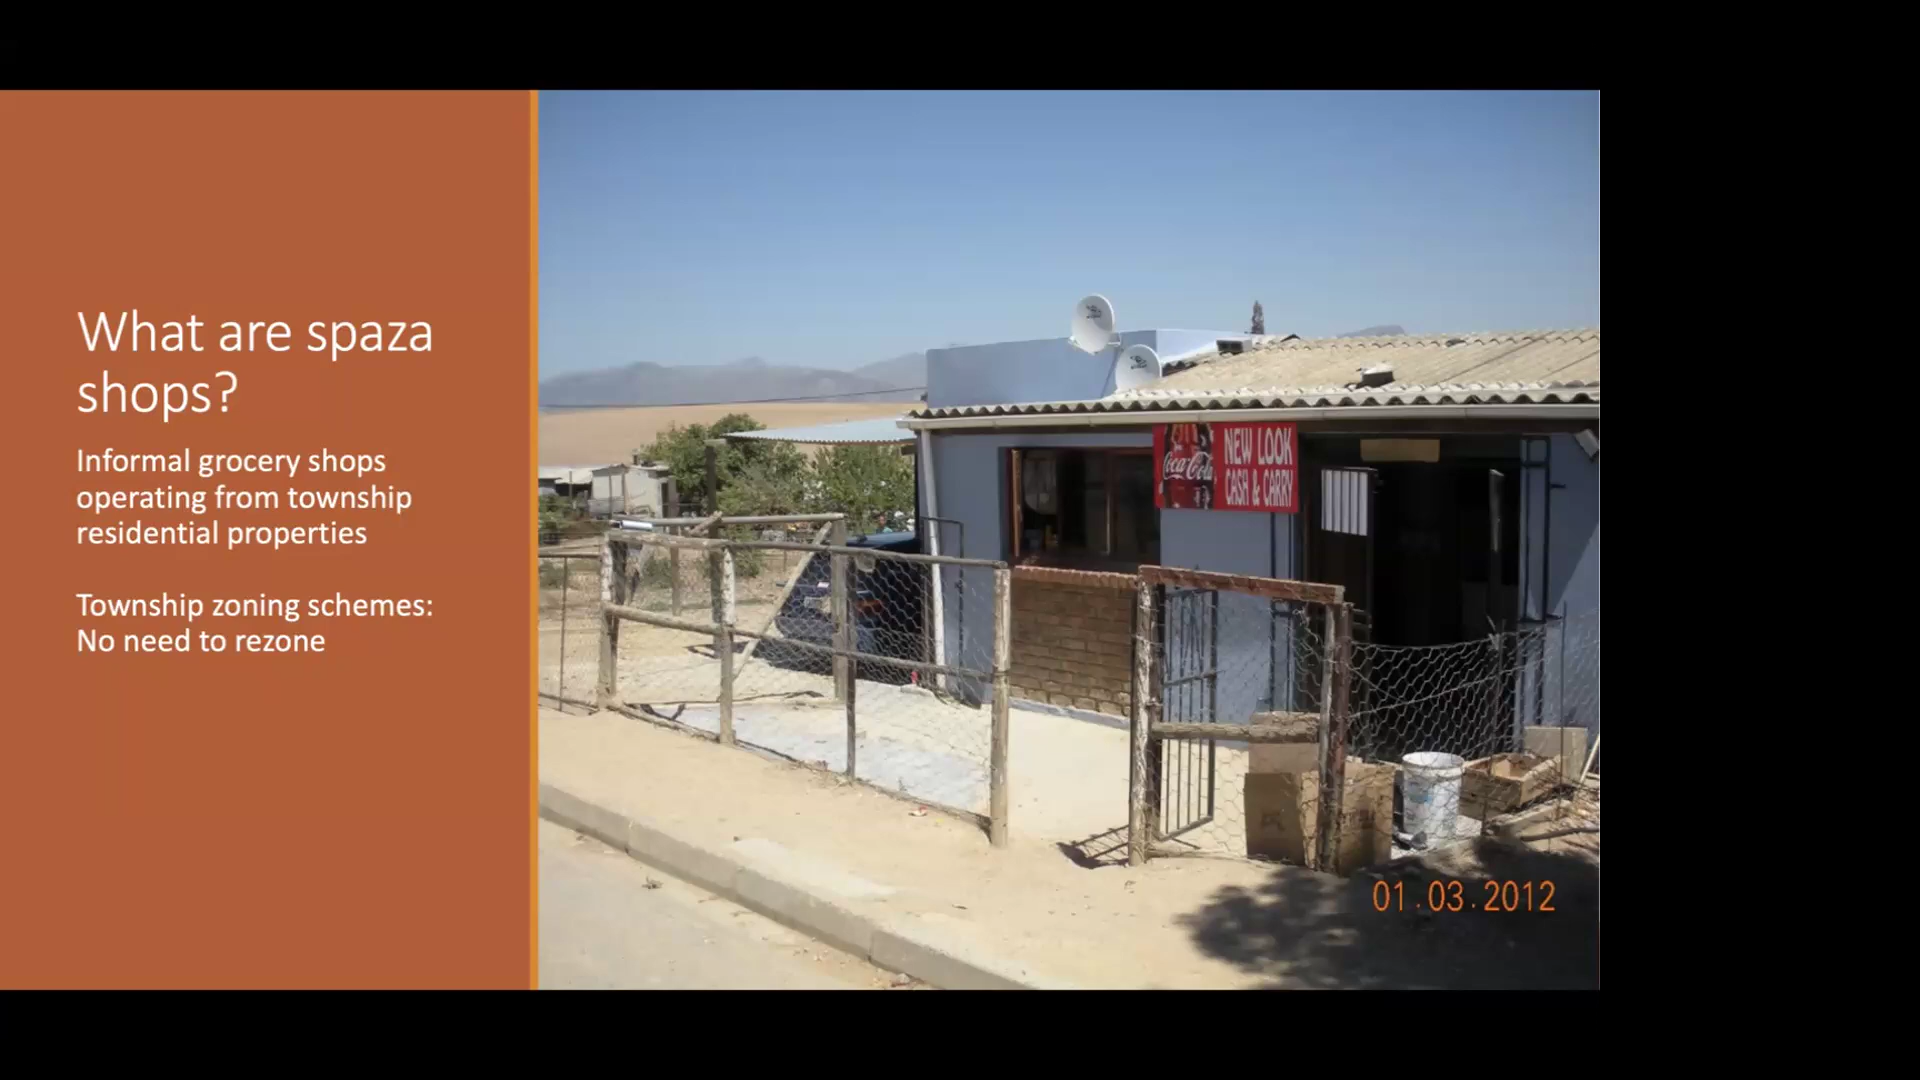 What are spaza
shops?
Informal grocery shops
operating from township
residential properties
Township zoning schemes:
No need to rezone
Coca-Cola
NEW LOOK
CASH & CARRY
01.03.2012